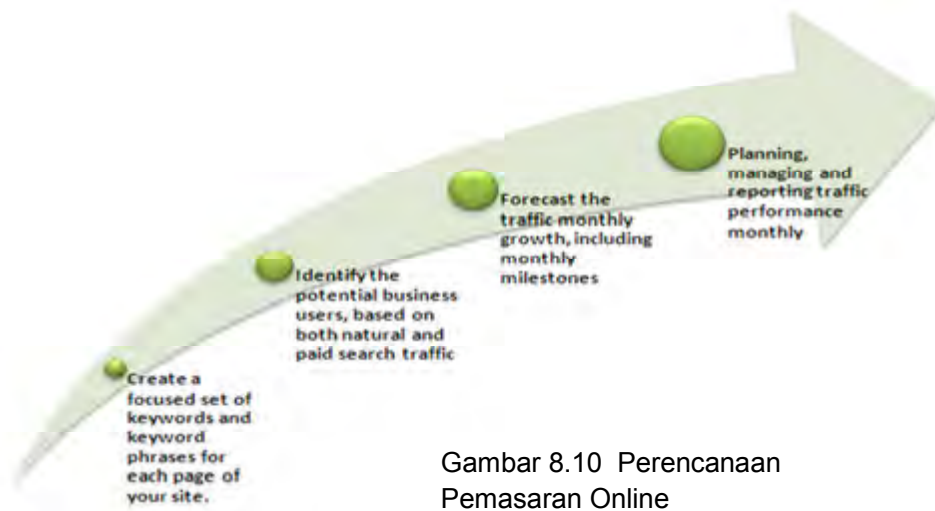 Create a
focused set of
keywords and
keyword
phrases for
each page of
your site.
Identify the
potential business
users, based on
both natural and
paid search traffic
Forecast the
traffic monthly
growth, including
monthly
milestones
Planning,
managing and
reporting traffic
performance
monthly
Gambar 8.10 Perencanaan
Pemasaran Online